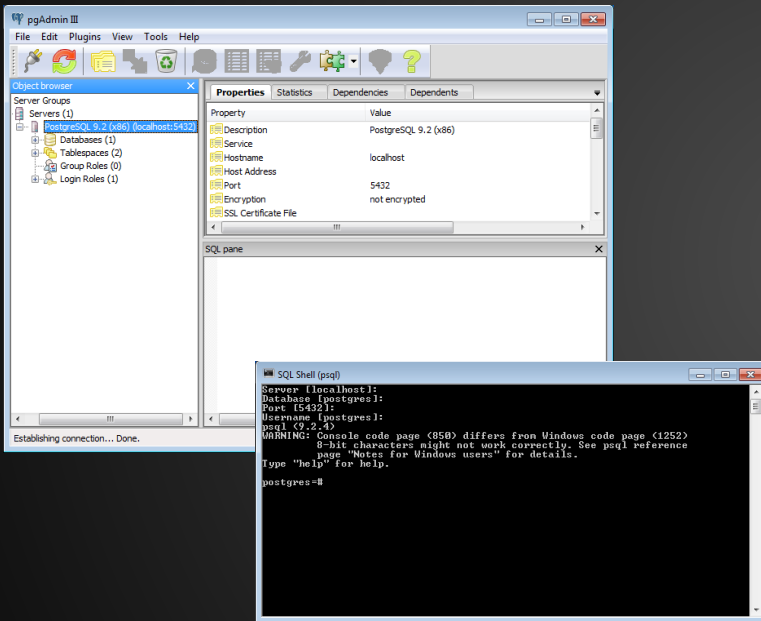 pgAdmin III
File Edit Plugins View Tools Help
Object browser
Server Groups
Servers (1)
PostgreSQL 9.2 (x86) (localhost:5432)
Databases (1)
Tablespaces (2)
Group Roles (0)
Login Roles (1)
Properties Statistics Dependencies Dependents
Property Value
Description PostgreSQL 9.2 (x86)
Service
Hostname localhost
Host Address
Port 5432
Encryption not encrypted
SSL Certificate File
SQL pane
Establishing connection... Done.
SQL Shell (psql)
Server [localhost]:
Database [postgres]:
Port [5432]:
Username [postgres]:
psql (9.2.4)
WARNING: Console code page (850) differs from Windows code page (1252)
8-bit characters might not work correctly. See psql reference
page "Notes for Windows users" for details.
Type "help" for help.
postgres=#